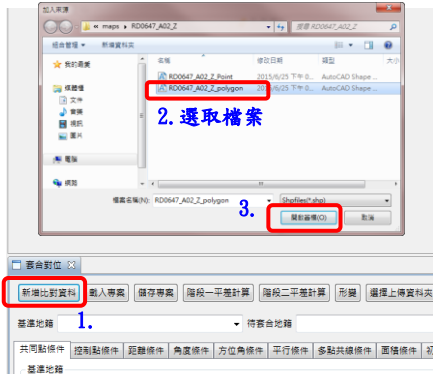 加入來源
« maps ▸ RD0647_A02_Z
搜尋 RD0647_A02_Z
組合管理 ▾ 新增資料夾
名稱 修改日期 類型 大小
我的最愛
RD0647_A02_Z_Point 2015/6/25 下午 0... AutoCAD Shape ...
RD0647_A02_Z_polygon 2015/6/25 下午 0... AutoCAD Shape ...
媒體櫃
文件
音樂
視訊
圖片
2.選取檔案
電腦
網路
檔案名稱(N): RD0647_A02_Z_polygon
Shpfiles(*.shp)
3.
開啟舊檔(O) 取消
套合對位
新增比對資料 載入專案 儲存專案 階段一平差計算 階段二平差計算 形變 選擇上傳資料夾
1.
基準地籍 待套合地籍
共同點條件 控制點條件 距離條件 角度條件 方位角條件 平行條件 多點共線條件 面積條件 初
基準地籍